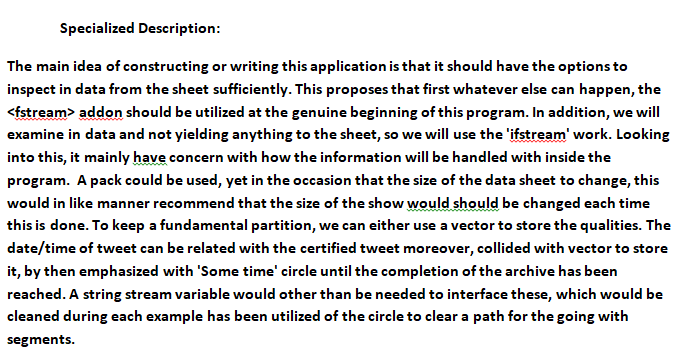 Specialized Description:
The main idea of constructing or writing this application is that it should have the options to
inspect in data from the sheet sufficiently. This proposes that first whatever else can happen, the
<fstream> addon should be utilized at the genuine beginning of this program. In addition, we will
examine in data and not yielding anything to the sheet, so we will use the 'ifstream' work. Looking
into this, it mainly have concern with how the information will be handled with inside the
program.  A pack could be used, yet in the occasion that the size of the data sheet to change, this
would in like manner recommend that the size of the show would should be changed each time
this is done. To keep a fundamental partition, we can either use a vector to store the qualities. The
date/time of tweet can be related with the certified tweet moreover, collided with vector to store
it, by then emphasized with 'Some time' circle until the completion of the archive has been
reached. A string stream variable would other than be needed to interface these, which would be
cleaned during each example has been utilized of the circle to clear a path for the going with
segments.